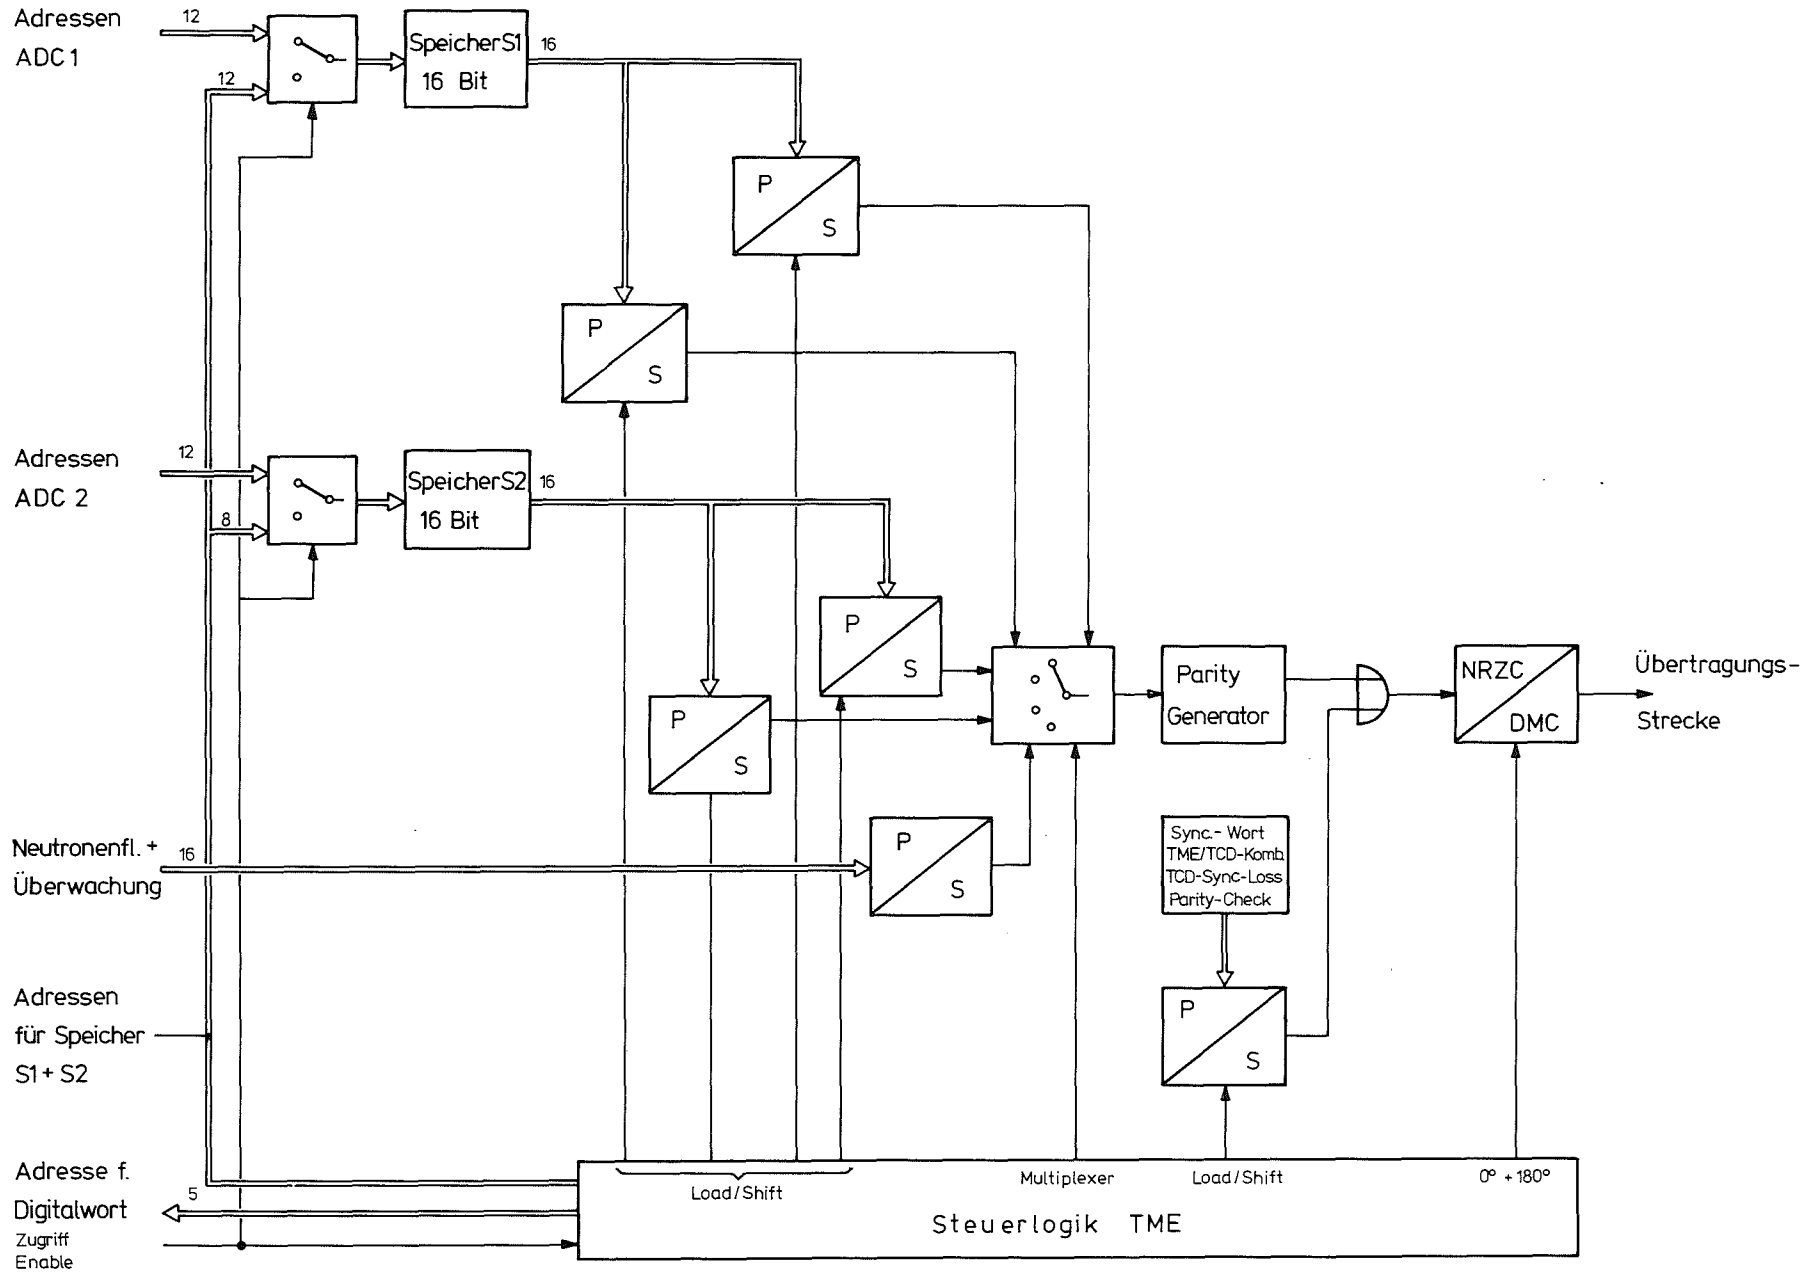 Adressen
ADC 1
12
12
Speicher S1
16 Bit
16
P
S
P
S
Adressen
ADC 2
12
8
Speicher S2
16 Bit
16
P
S
P
S
Parity
Generator
NRZC
DMC
Übertragungs-
Strecke
Neutronenfl. +
Überwachung
16
P
S
Sync.- Wort
TME/TCD-Komb.
TCD-Sync-Loss
Parity-Check
P
S
Adressen
für Speicher
S1 + S2
Adresse f.
Digitalwort
5
Zugriff
Enable
Load/Shift
Multiplexer
Load/Shift
0° + 180°
Steuerlogik TME